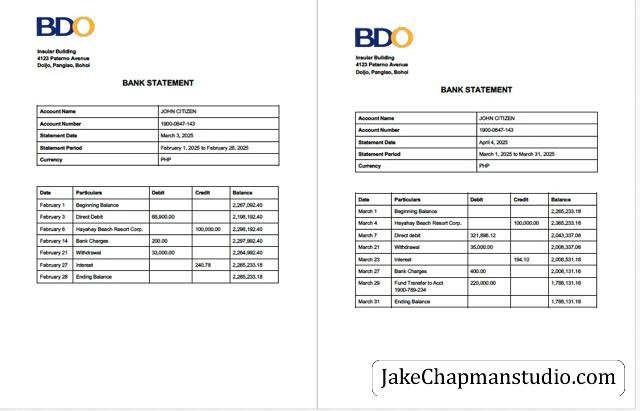 BDO
Insular Building
4123 Paterno Avenue
Doljo, Panglao, Bohol
BANK STATEMENT
Account Name JOHN CITIZEN
Account Number 1900-0847-143
Statement Date March 3, 2025
Statement Period February 1, 2025 to February 28, 2025
Currency PHP
Date Particulars Debit Credit Balance
February 1 Beginning Balance 2,267,092.40
February 3 Direct Debit 68,900.00 2,198,192.40
February 6 Hayahay Beach Resort Corp. 100,000.00 2,298,192.40
February 14 Bank Charges 200.00 2,297,992.40
February 21 Withdrawal 33,000.00 2,264,992.40
February 27 Interest 240.78 2,265,233.18
February 28 Ending Balance 2,265,233.18
BDO
Insular Building
4123 Paterno Avenue
Doljo, Panglao, Bohol
BANK STATEMENT
Account Name JOHN CITIZEN
Account Number 1900-0847-143
Statement Date April 4, 2025
Statement Period March 1, 2025 to March 31, 2025
Currency PHP
Date Particulars Debit Credit Balance
March 1 Beginning Balance 2,265,233.18
March 4 Hayahay Beach Resort Corp. 100,000.00 2,365,233.18
March 7 Direct debit 321,896.12 2,043,337.06
March 21 Withdrawal 35,000.00 2,008,337.06
March 23 Interest 194.10 2,008,531.16
March 27 Bank Charges 400.00 2,008,131.16
March 29 Fund Transfer to Acct 220,000.00 1,788,131.16
1900-789-234
March 31 Ending Balance 1,788,131.16
JakeChapmanstudio.com